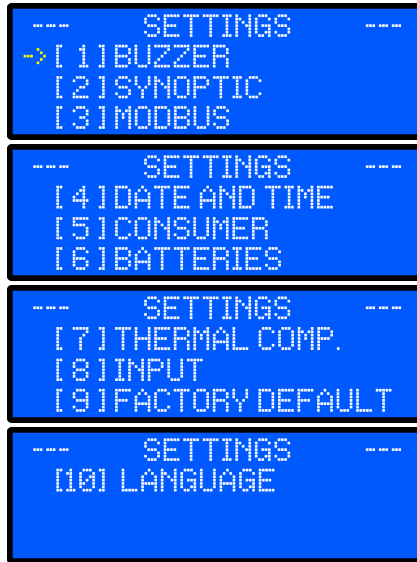 --- SETTINGS ---
->[ 1]BUZZER
[ 2]SYNOPTIC
[ 3]MODBUS
--- SETTINGS ---
[ 4]DATE AND TIME
[ 5]CONSUMER
[ 6]BATTERIES
--- SETTINGS ---
[ 7]THERMAL COMP.
[ 8]INPUT
[ 9]FACTORY DEFAULT
--- SETTINGS ---
[10] LANGUAGE